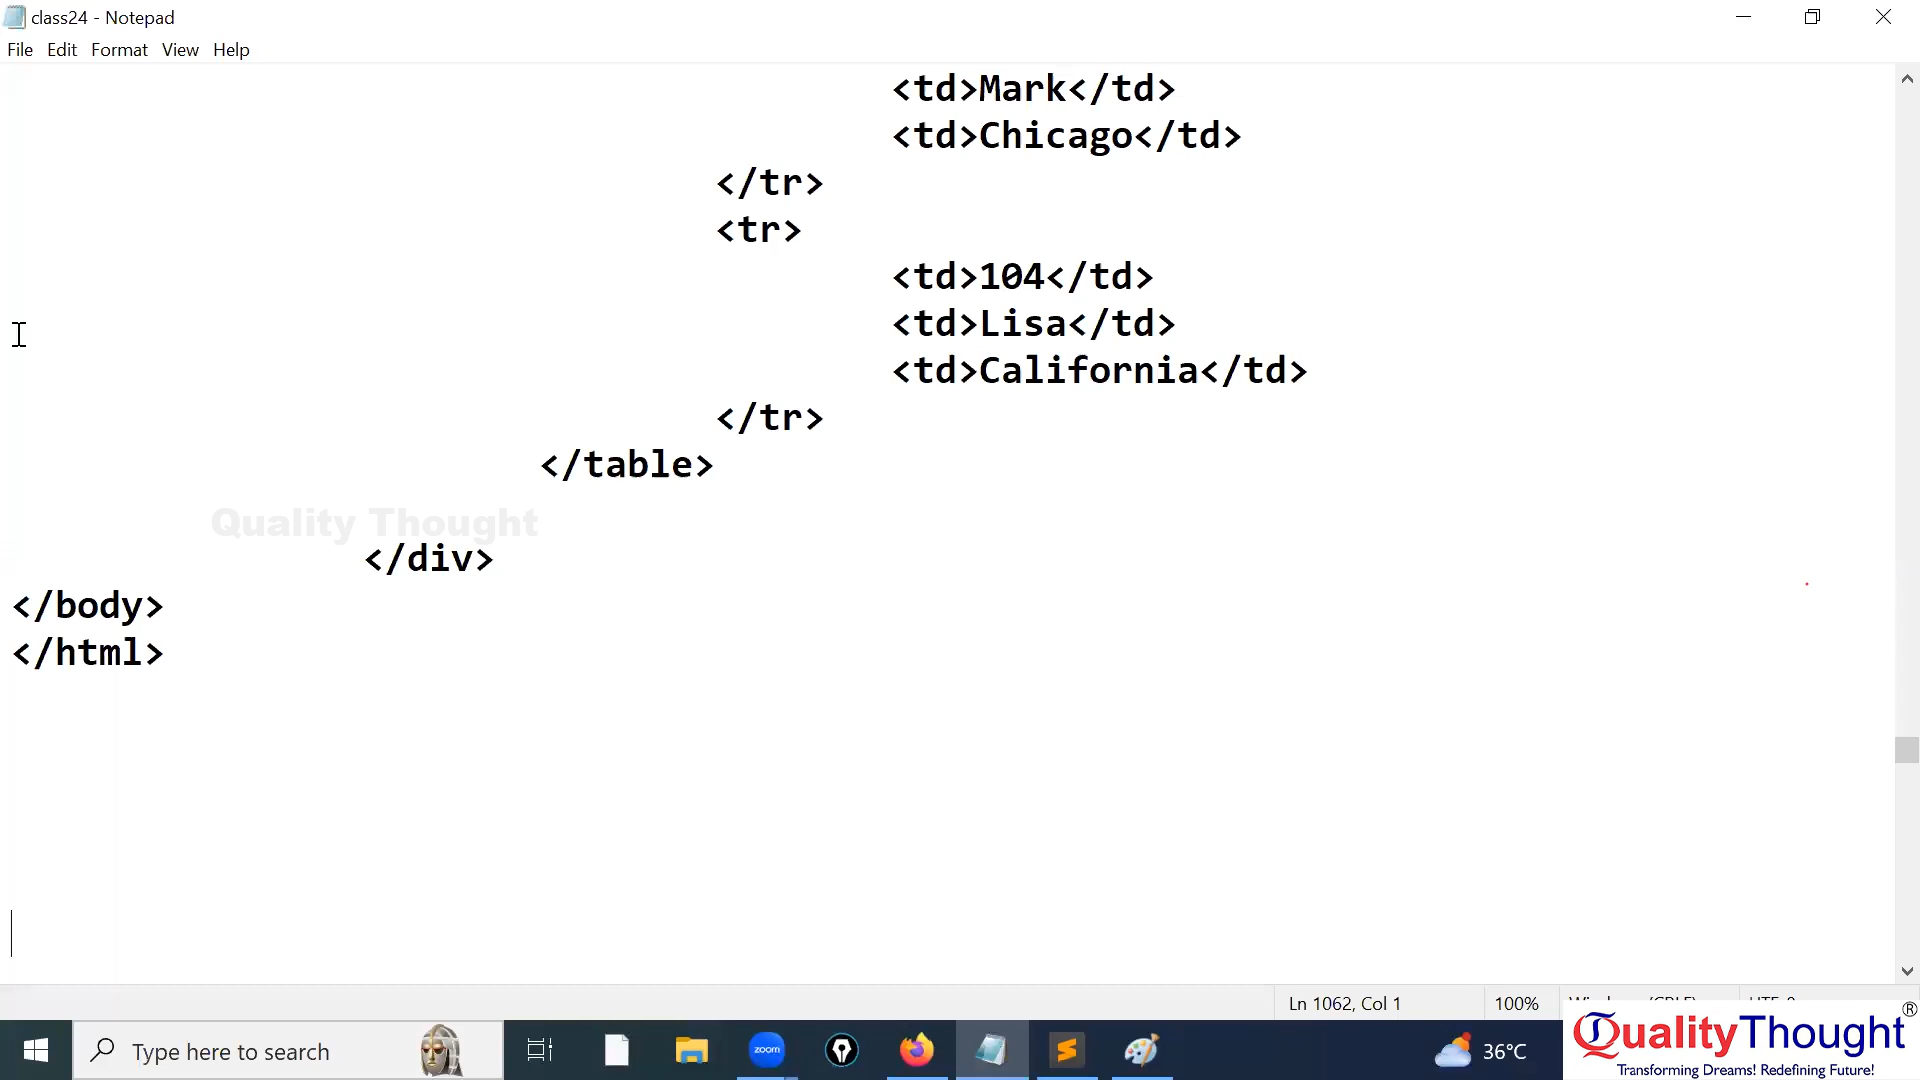 class24 - Notepad
File Edit Format View Help
<td>Mark</td>
<td>Chicago</td>
</tr>
<tr>
<td>104</td>
<td>Lisa</td>
<td>California</td>
</tr>
</table>
Quality Thought
</div>
</body>
</html>
Ln 1062, Col 1
100%
Type here to search
zoom
36°C
QualityThought®
Transforming Dreams! Redefining Future!